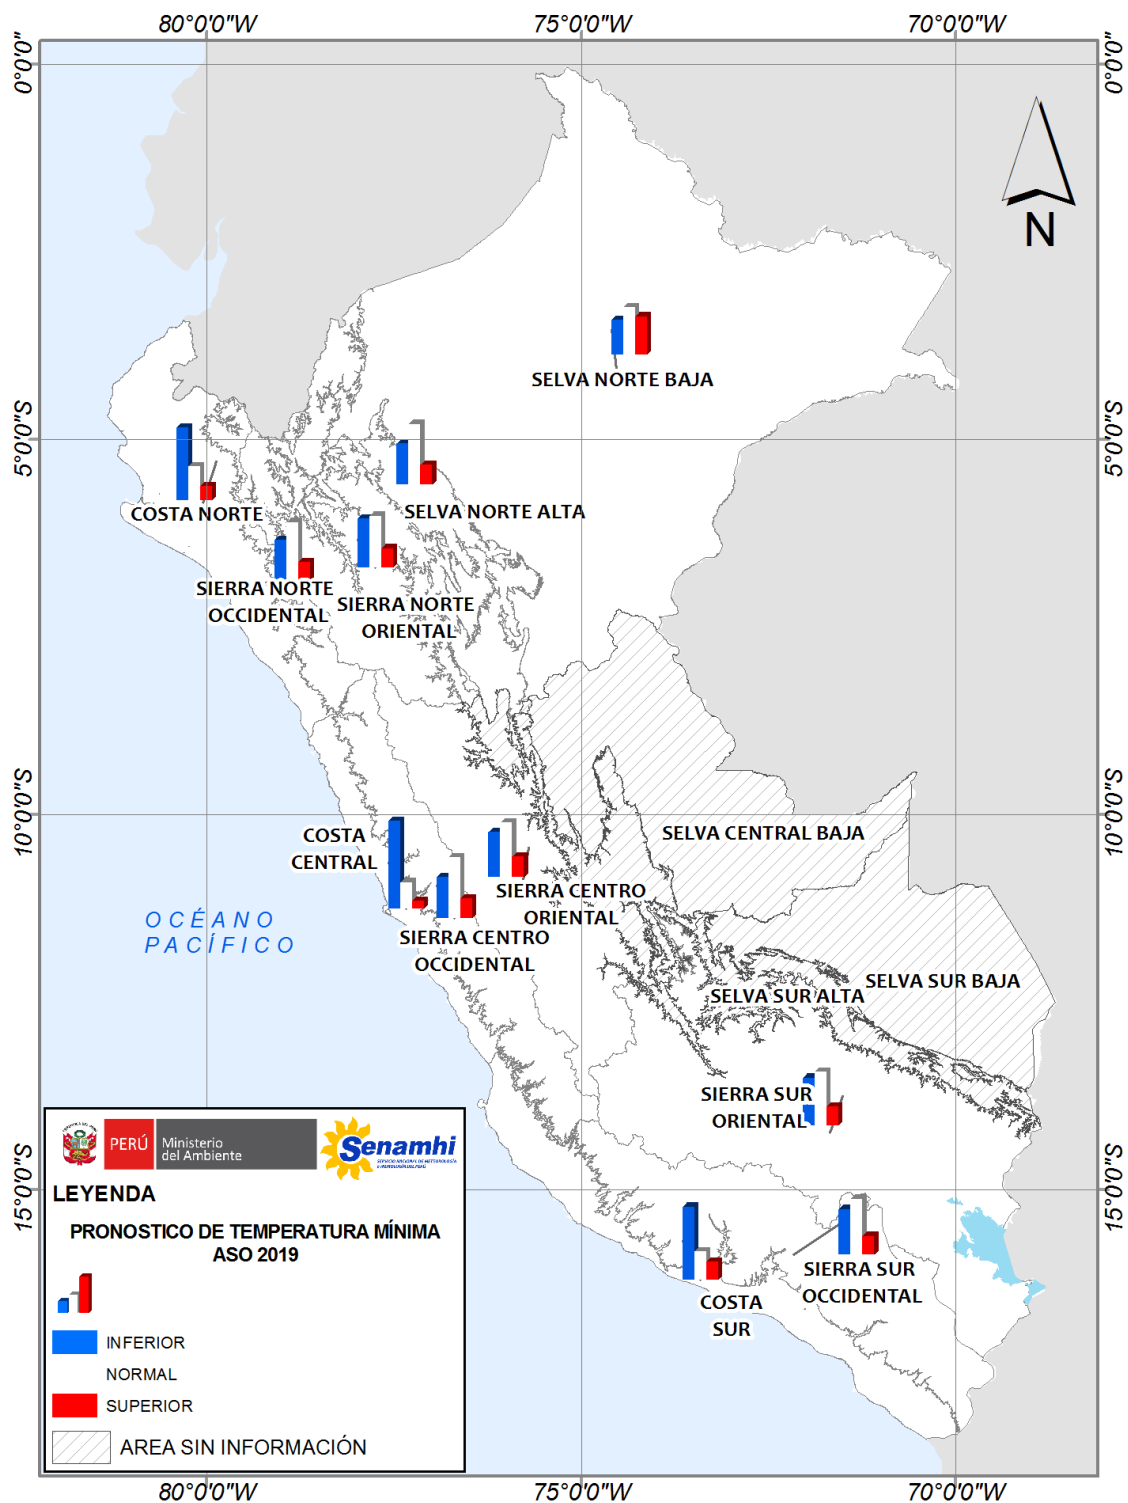 80°0'0"W
75°0'0"W
70°0'0"W
0°0'0"
0°0'0"
N
SELVA NORTE BAJA
5°0'0"S
5°0'0"S
COSTA NORTE
SELVA NORTE ALTA
SIERRA NORTE
OCCIDENTAL
SIERRA NORTE
ORIENTAL
10°0'0"S
10°0'0"S
COSTA
CENTRAL
SELVA CENTRAL BAJA
SIERRA CENTRO
ORIENTAL
OCÉANO
PACÍFICO
SIERRA CENTRO
OCCIDENTAL
SELVA SUR BAJA
SELVA SUR ALTA
SIERRA SUR
ORIENTAL
15°0'0"S
15°0'0"S
SIERRA SUR
OCCIDENTAL
COSTA
SUR
PERÚ
Ministerio
del Ambiente
Senamhi
LEYENDA
PRONOSTICO DE TEMPERATURA MÍNIMA
ASO 2019
INFERIOR
NORMAL
SUPERIOR
AREA SIN INFORMACIÓN
80°0'0"W
75°0'0"W
70°0'0"W